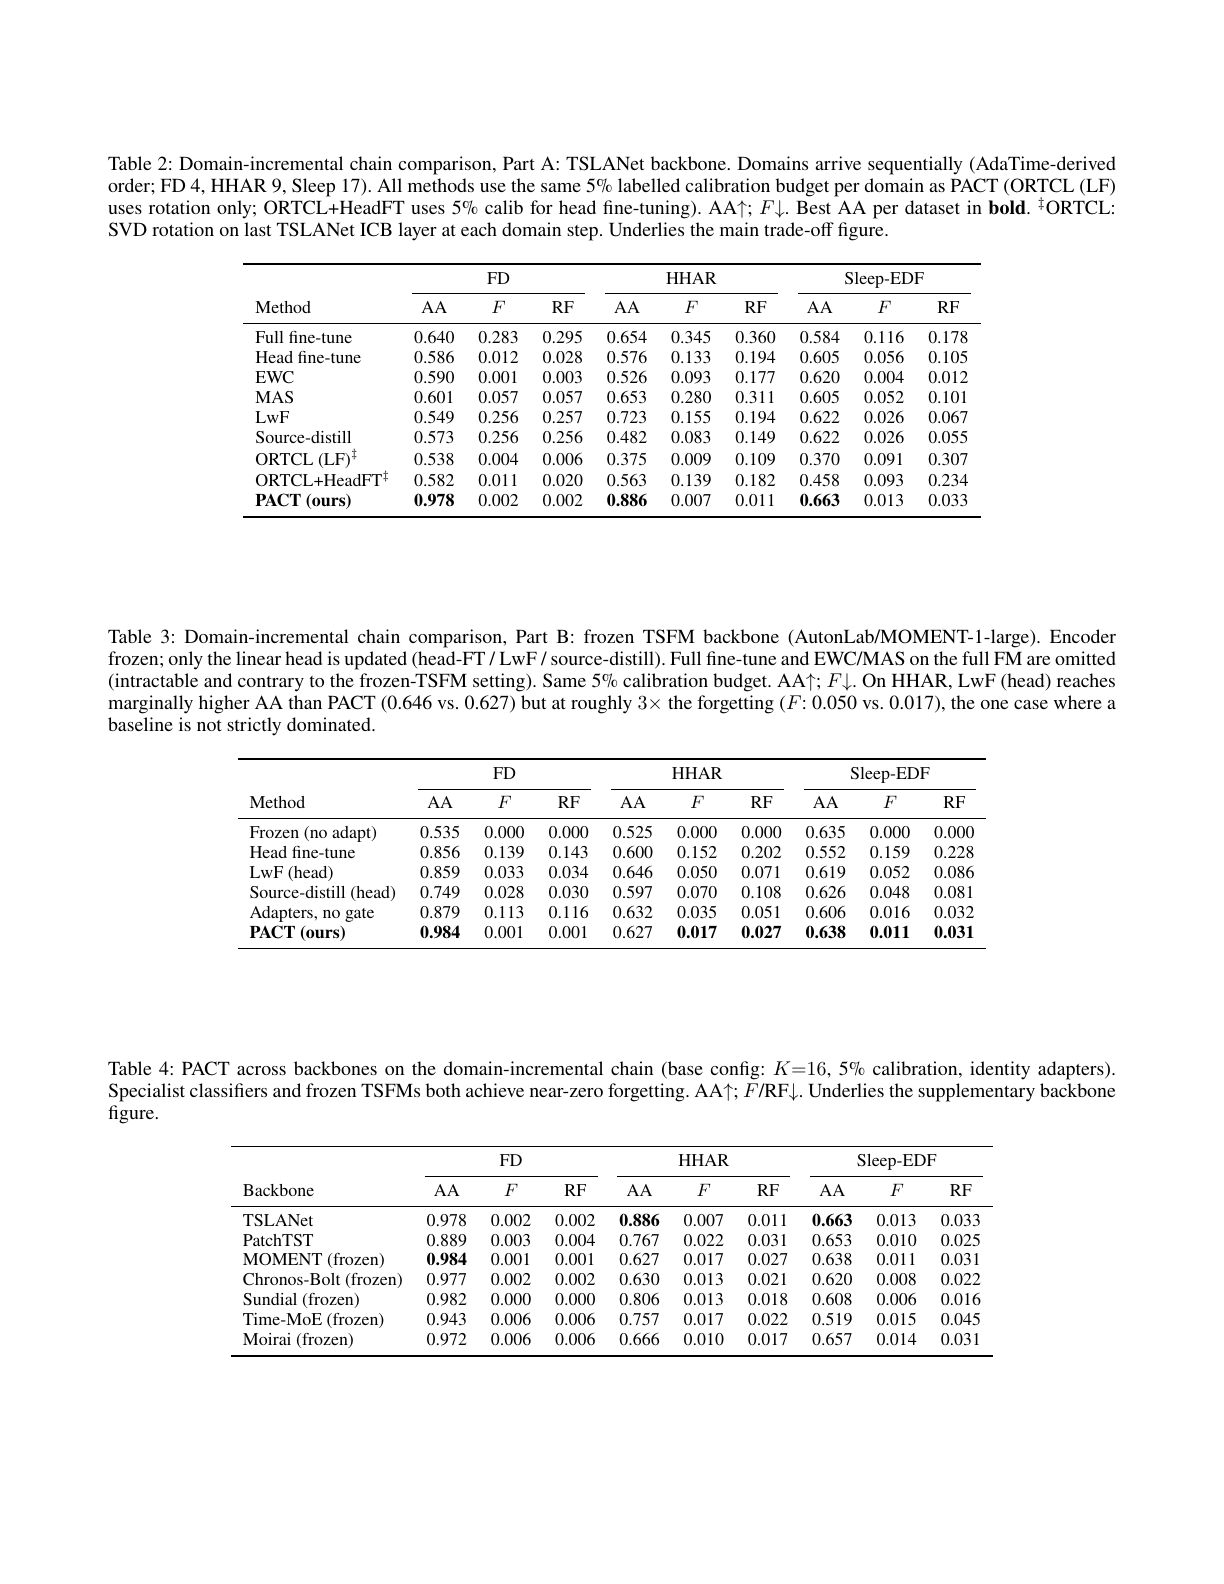 Table 2: Domain-incremental chain comparison, Part A: TSLANet backbone. Domains arrive sequentially (AdaTime-derived
order; FD 4, HHAR 9, Sleep 17). All methods use the same 5% labelled calibration budget per domain as PACT (ORTCL (LF)
uses rotation only; ORTCL+HeadFT uses 5% calib for head fine-tuning). AA↑; F↓. Best AA per dataset in bold. ‡ORTCL:
SVD rotation on last TSLANet ICB layer at each domain step. Underlies the main trade-off figure.
FD HHAR Sleep-EDF
Method AA F RF AA F RF AA F RF
Full fine-tune 0.640 0.283 0.295 0.654 0.345 0.360 0.584 0.116 0.178
Head fine-tune 0.586 0.012 0.028 0.576 0.133 0.194 0.605 0.056 0.105
EWC 0.590 0.001 0.003 0.526 0.093 0.177 0.620 0.004 0.012
MAS 0.601 0.057 0.057 0.653 0.280 0.311 0.605 0.052 0.101
LwF 0.549 0.256 0.257 0.723 0.155 0.194 0.622 0.026 0.067
Source-distill 0.573 0.256 0.256 0.482 0.083 0.149 0.622 0.026 0.055
ORTCL (LF)‡ 0.538 0.004 0.006 0.375 0.009 0.109 0.370 0.091 0.307
ORTCL+HeadFT‡ 0.582 0.011 0.020 0.563 0.139 0.182 0.458 0.093 0.234
PACT (ours) 0.978 0.002 0.002 0.886 0.007 0.011 0.663 0.013 0.033
Table 3: Domain-incremental chain comparison, Part B: frozen TSFM backbone (AutonLab/MOMENT-1-large). Encoder
frozen; only the linear head is updated (head-FT / LwF / source-distill). Full fine-tune and EWC/MAS on the full FM are omitted
(intractable and contrary to the frozen-TSFM setting). Same 5% calibration budget. AA↑; F↓. On HHAR, LwF (head) reaches
marginally higher AA than PACT (0.646 vs. 0.627) but at roughly 3× the forgetting (F: 0.050 vs. 0.017), the one case where a
baseline is not strictly dominated.
FD HHAR Sleep-EDF
Method AA F RF AA F RF AA F RF
Frozen (no adapt) 0.535 0.000 0.000 0.525 0.000 0.000 0.635 0.000 0.000
Head fine-tune 0.856 0.139 0.143 0.600 0.152 0.202 0.552 0.159 0.228
LwF (head) 0.859 0.033 0.034 0.646 0.050 0.071 0.619 0.052 0.086
Source-distill (head) 0.749 0.028 0.030 0.597 0.070 0.108 0.626 0.048 0.081
Adapters, no gate 0.879 0.113 0.116 0.632 0.035 0.051 0.606 0.016 0.032
PACT (ours) 0.984 0.001 0.001 0.627 0.017 0.027 0.638 0.011 0.031
Table 4: PACT across backbones on the domain-incremental chain (base config: K=16, 5% calibration, identity adapters).
Specialist classifiers and frozen TSFMs both achieve near-zero forgetting. AA↑; F/RF↓. Underlies the supplementary backbone
figure.
FD HHAR Sleep-EDF
Backbone AA F RF AA F RF AA F RF
TSLANet 0.978 0.002 0.002 0.886 0.007 0.011 0.663 0.013 0.033
PatchTST 0.889 0.003 0.004 0.767 0.022 0.031 0.653 0.010 0.025
MOMENT (frozen) 0.984 0.001 0.001 0.627 0.017 0.027 0.638 0.011 0.031
Chronos-Bolt (frozen) 0.977 0.002 0.002 0.630 0.013 0.021 0.620 0.008 0.022
Sundial (frozen) 0.982 0.000 0.000 0.806 0.013 0.018 0.608 0.006 0.016
Time-MoE (frozen) 0.943 0.006 0.006 0.757 0.017 0.022 0.519 0.015 0.045
Moirai (frozen) 0.972 0.006 0.006 0.666 0.010 0.017 0.657 0.014 0.031